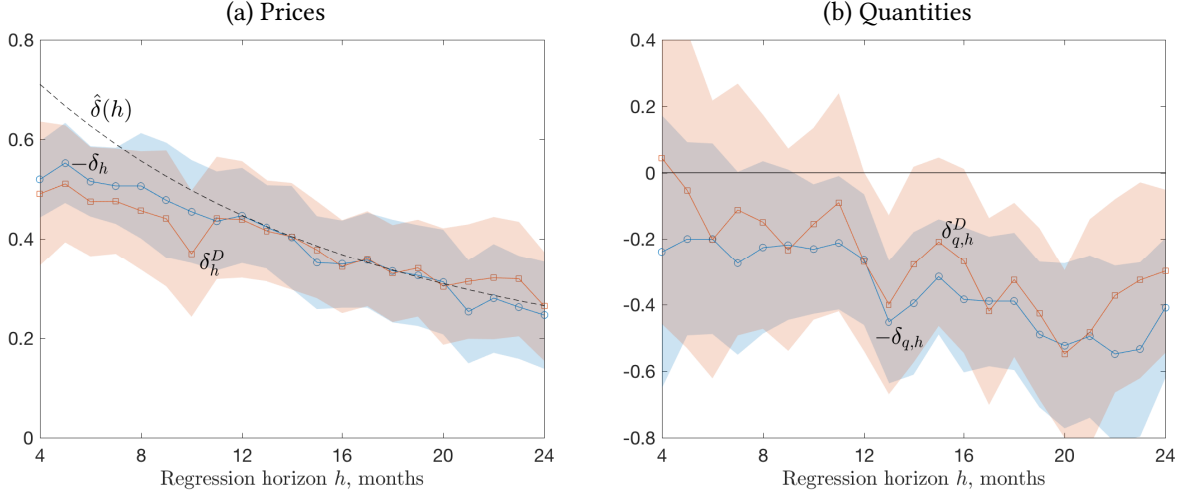 (a) Prices
0.8
0.6
0.4
0.2
0
δ̂(h)
−δ_h
δ_h^D
4 8 12 16 20 24
Regression horizon h, months
(b) Quantities
0.4
0.2
0
-0.2
-0.4
-0.6
-0.8
δ_{q,h}^D
−δ_{q,h}
4 8 12 16 20 24
Regression horizon h, months